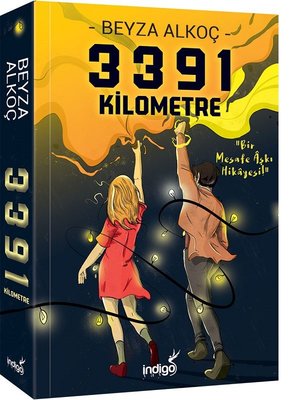 - BEYZA ALKOÇ -
3391
KİLOMETRE
"Bir
Mesafe Aşkı
Hikâyesi!"
indigo
BEYZA
ALKOÇ
3391
KİLOMETRE
indigo